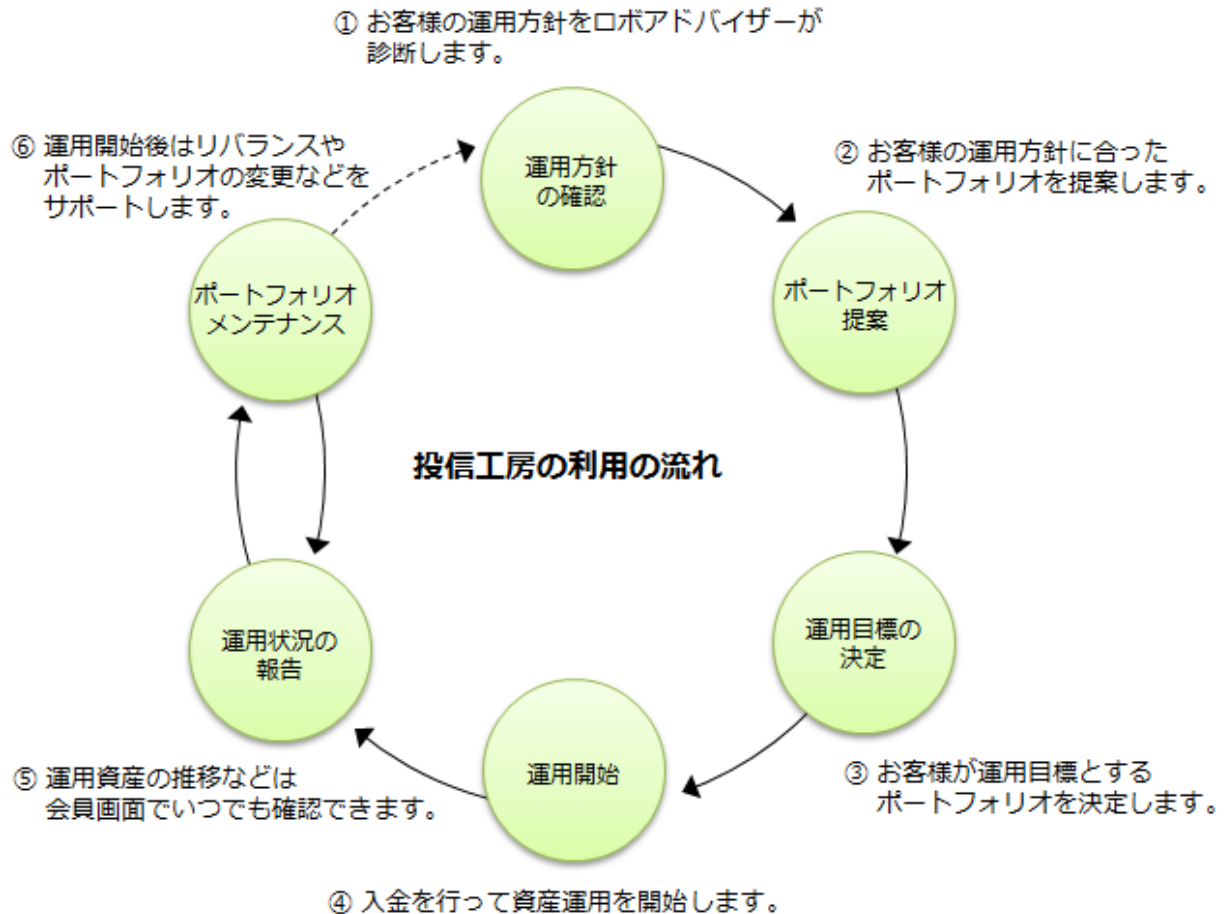 ① お客様の運用方針をロボアドバイザーが
診断します。
運用方針
の確認
② お客様の運用方針に合った
ポートフォリオを提案します。
ポートフォリオ
提案
運用目標の
決定
③ お客様が運用目標とする
ポートフォリオを決定します。
運用開始
④ 入金を行って資産運用を開始します。
運用状況の
報告
⑤ 運用資産の推移などは
会員画面でいつでも確認できます。
⑥ 運用開始後はリバランスや
ポートフォリオの変更などを
サポートします。
ポートフォリオ
メンテナンス
投信工房の利用の流れ